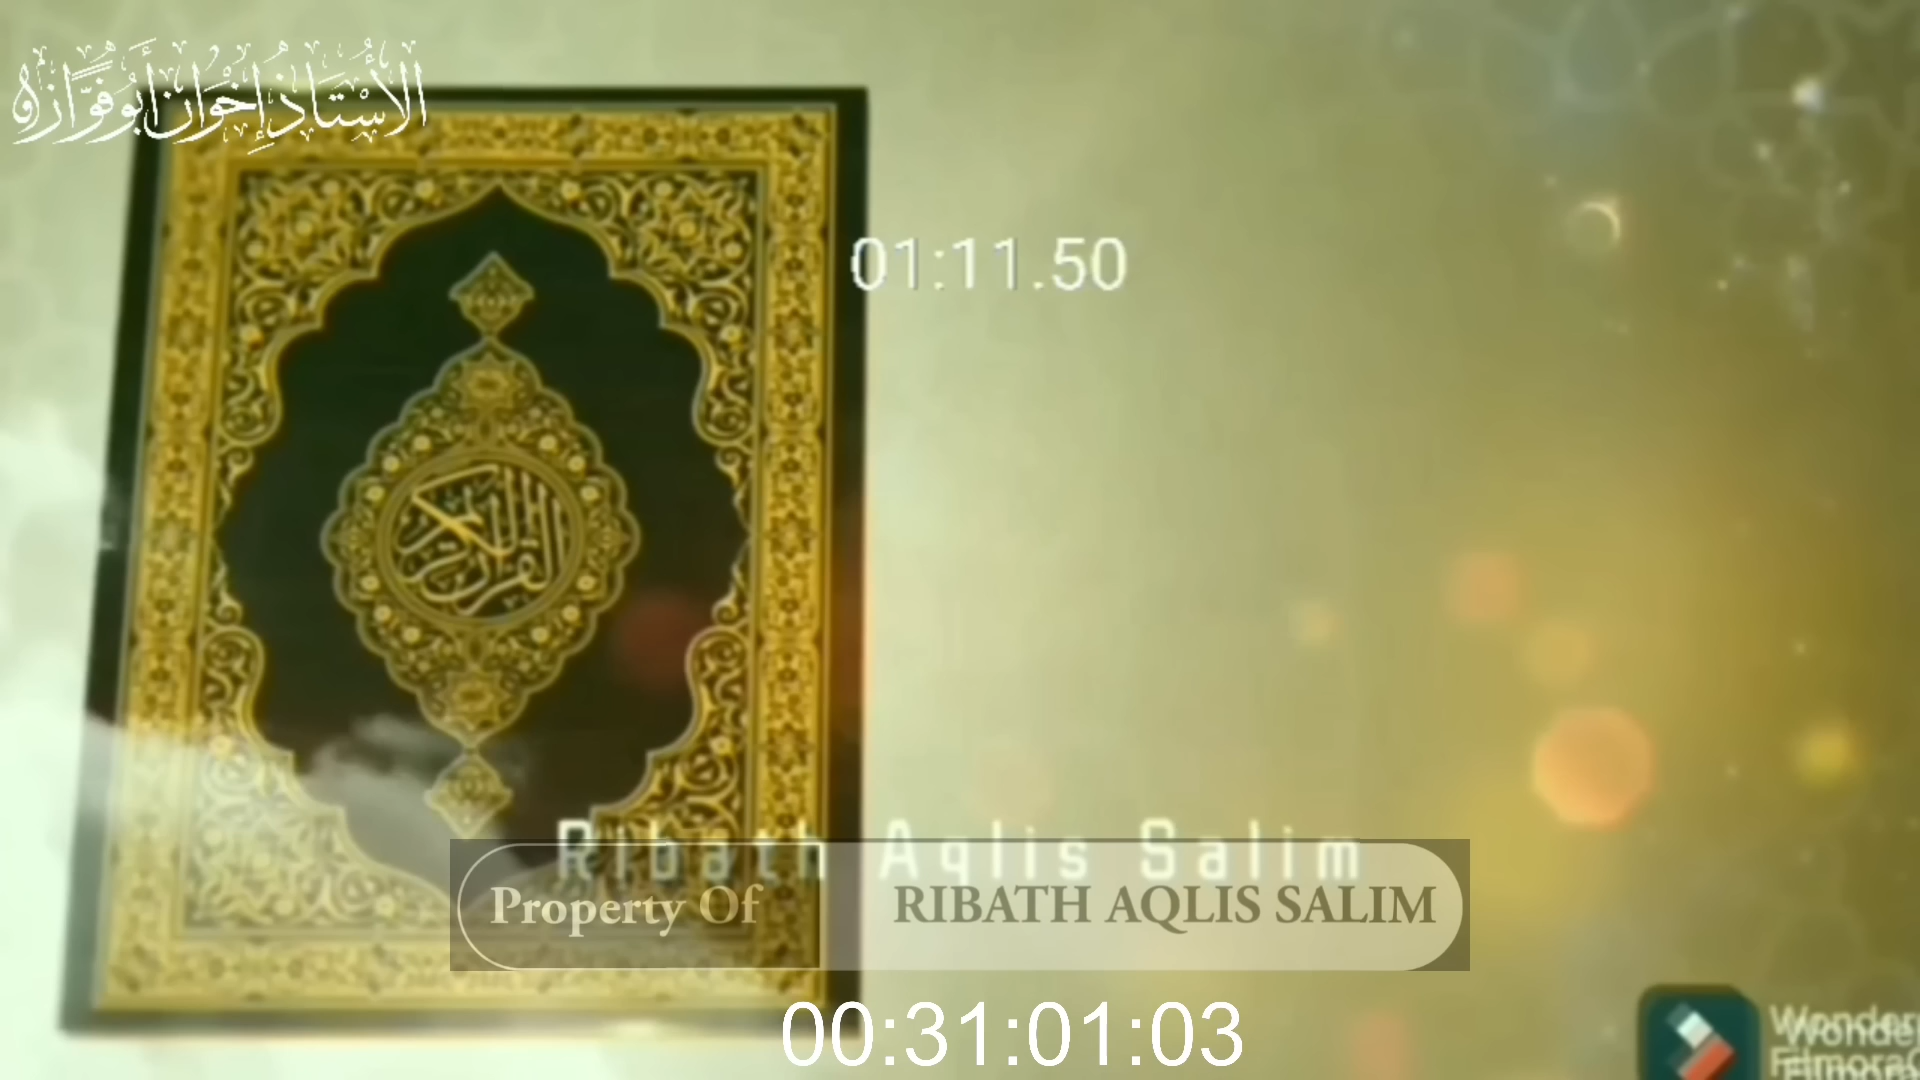 الأستاذ إخوان أبو فوازه
01:11.50
القرآن الكريم
Ribath Aqlis Salim
Property Of RIBATH AQLIS SALIM
00:31:01:03